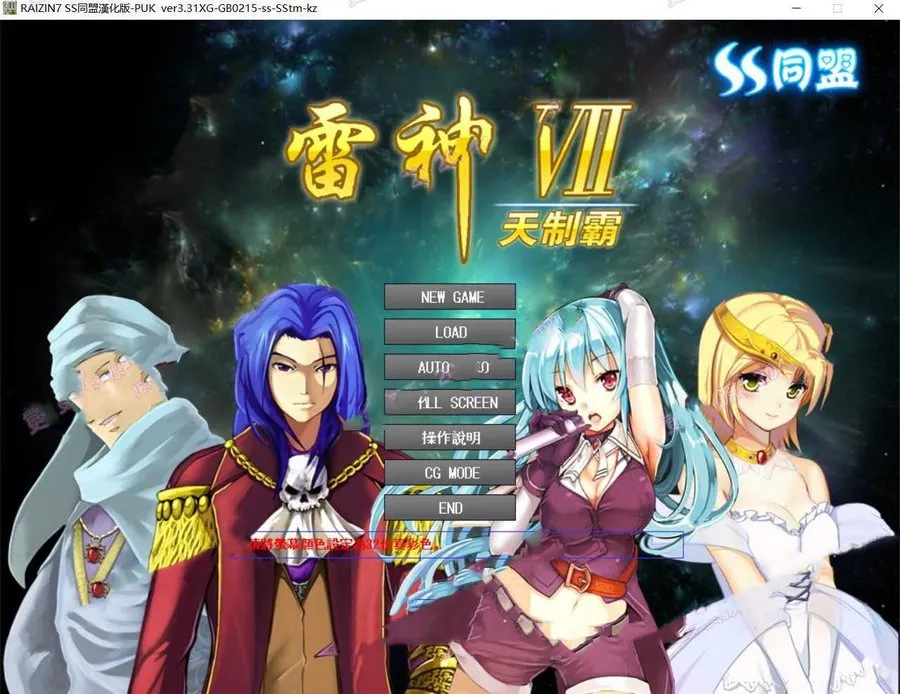 RAIZIN7 SS同盟漢化版-PUK ver3.31XG-GB0215-ss-SStm-kz
SS同盟
雷神 VII
天制霸
NEW GAME
LOAD
AUTO
SCREEN
操作說明
CG MODE
END